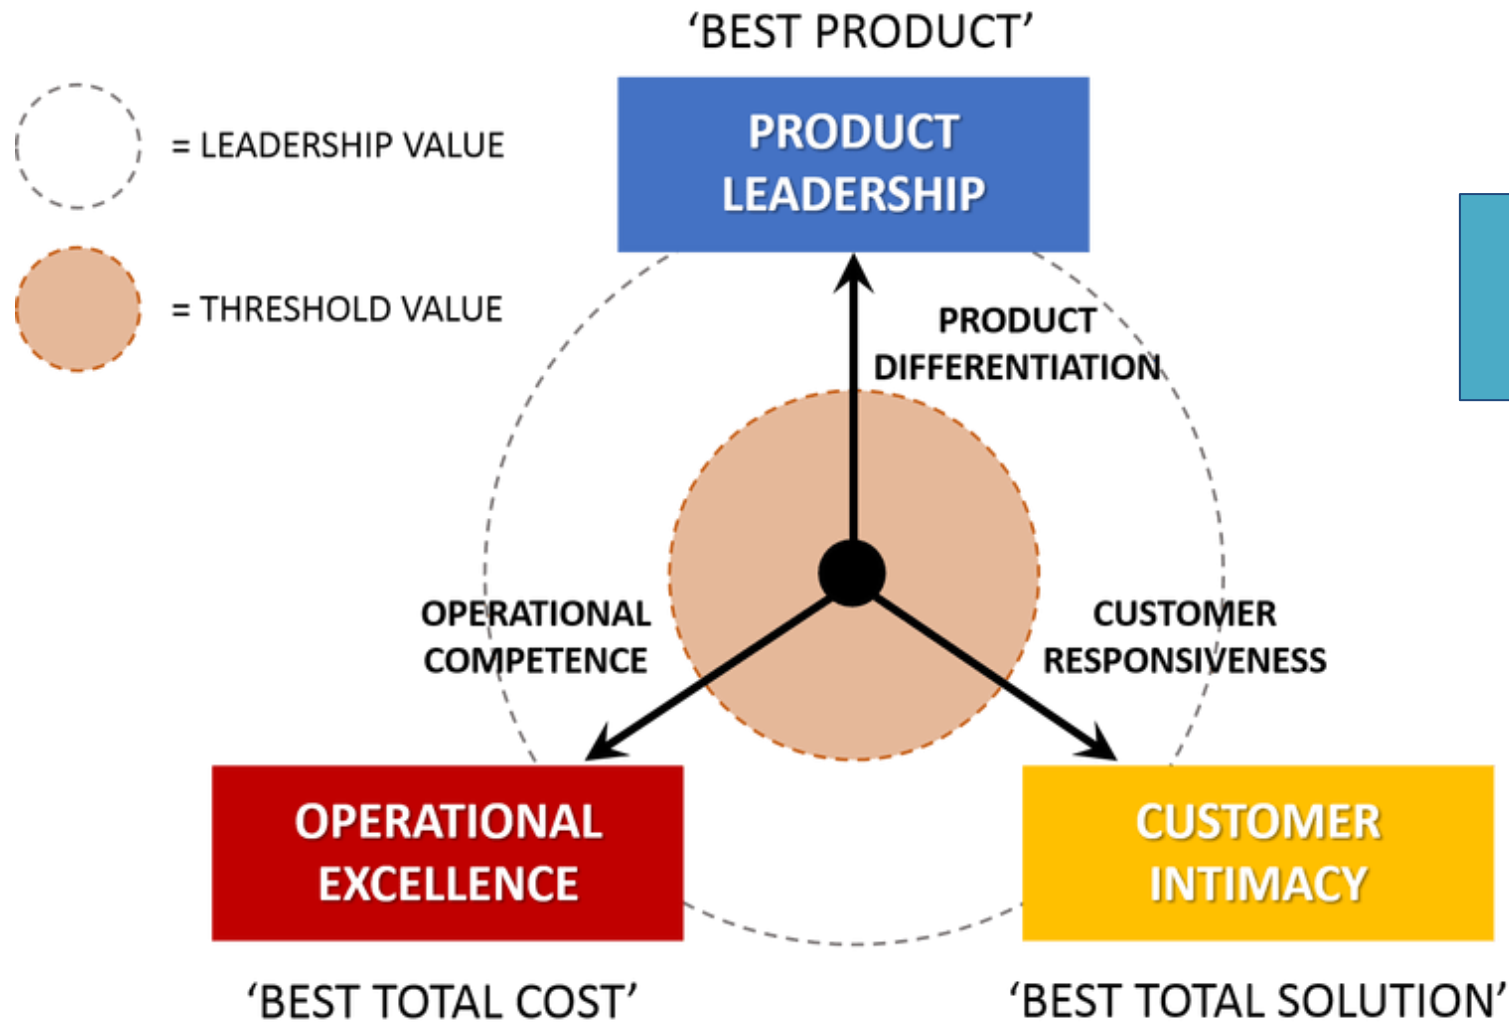 ‘BEST PRODUCT’
PRODUCT
LEADERSHIP
= LEADERSHIP VALUE
= THRESHOLD VALUE
PRODUCT
DIFFERENTIATION
OPERATIONAL
COMPETENCE
CUSTOMER
RESPONSIVENESS
OPERATIONAL
EXCELLENCE
CUSTOMER
INTIMACY
‘BEST TOTAL COST’
‘BEST TOTAL SOLUTION’